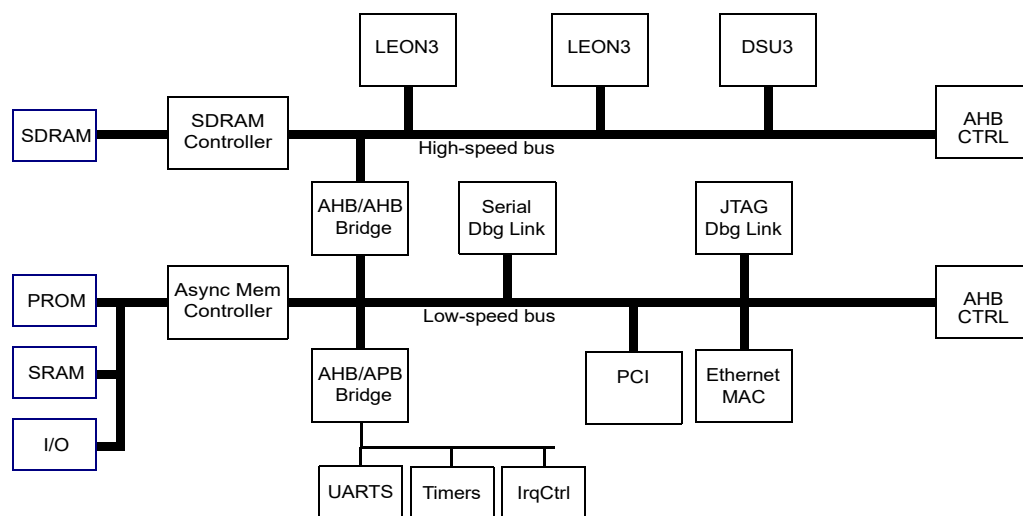 LEON3
LEON3
DSU3
SDRAM
SDRAM
Controller
AHB
CTRL
High-speed bus
AHB/AHB
Bridge
Serial
Dbg Link
JTAG
Dbg Link
PROM
Async Mem
Controller
AHB
CTRL
Low-speed bus
SRAM
AHB/APB
Bridge
PCI
Ethernet
MAC
I/O
UARTS
Timers
IrqCtrl